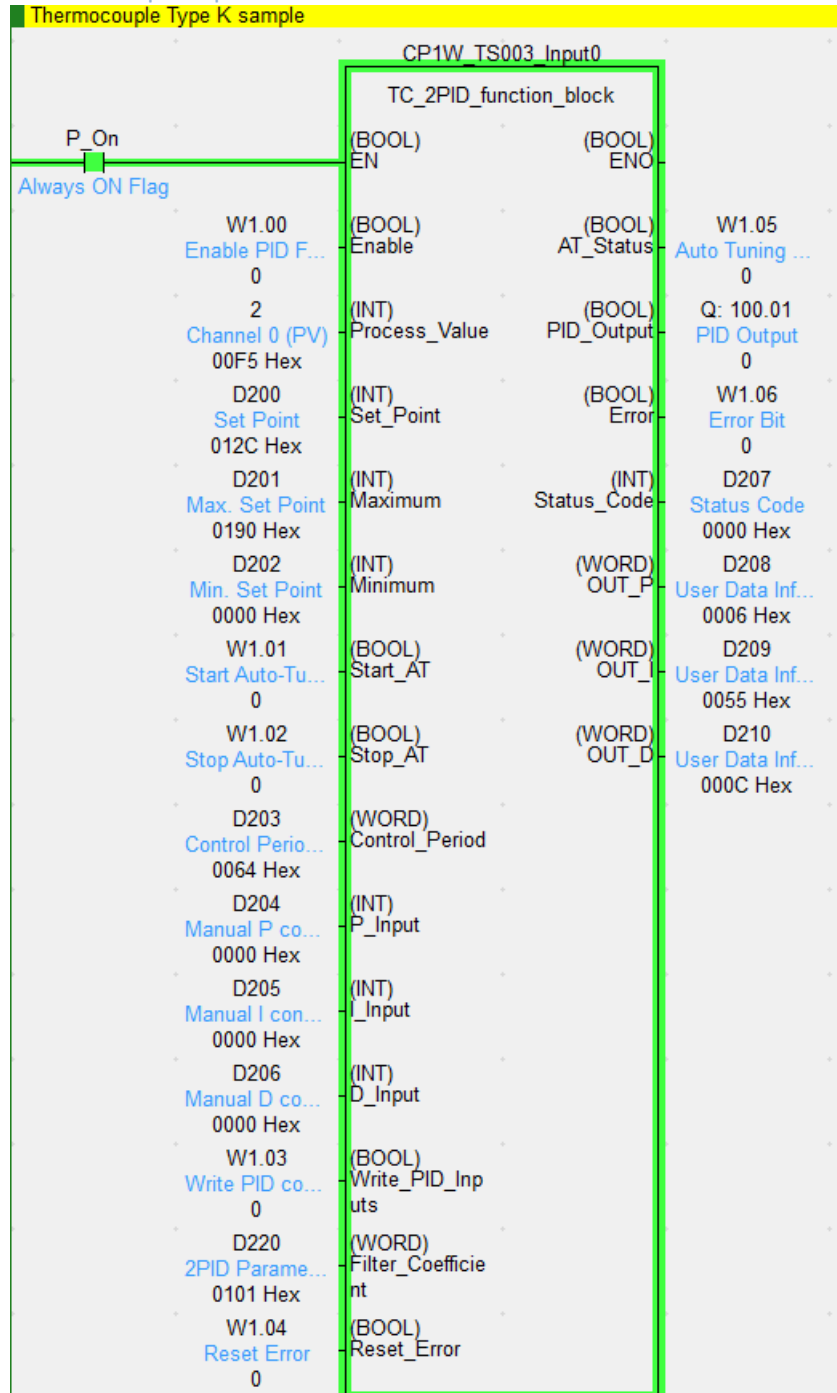 Thermocouple Type K sample
CP1W_TS003_Input0
TC_2PID_function_block
P_On
Always ON Flag
(BOOL)
EN
(BOOL)
ENO
W1.00
Enable PID F...
0
(BOOL)
Enable
(BOOL)
AT_Status
W1.05
Auto Tuning ...
0
2
Channel 0 (PV)
00F5 Hex
(INT)
Process_Value
(BOOL)
PID_Output
Q: 100.01
PID Output
0
D200
Set Point
012C Hex
(INT)
Set_Point
(BOOL)
Error
W1.06
Error Bit
0
D201
Max. Set Point
0190 Hex
(INT)
Maximum
(INT)
Status_Code
D207
Status Code
0000 Hex
D202
Min. Set Point
0000 Hex
(INT)
Minimum
(WORD)
OUT_P
D208
User Data Inf...
0006 Hex
W1.01
Start Auto-Tu...
0
(BOOL)
Start_AT
(WORD)
OUT_I
D209
User Data Inf...
0055 Hex
W1.02
Stop Auto-Tu...
0
(BOOL)
Stop_AT
(WORD)
OUT_D
D210
User Data Inf...
000C Hex
D203
Control Perio...
0064 Hex
(WORD)
Control_Period
D204
Manual P co...
0000 Hex
(INT)
P_Input
D205
Manual I con...
0000 Hex
(INT)
I_Input
D206
Manual D co...
0000 Hex
(INT)
D_Input
W1.03
Write PID co...
0
(BOOL)
Write_PID_Inp
uts
D220
2PID Parame...
0101 Hex
(WORD)
Filter_Coefficie
nt
W1.04
Reset Error
0
(BOOL)
Reset_Error